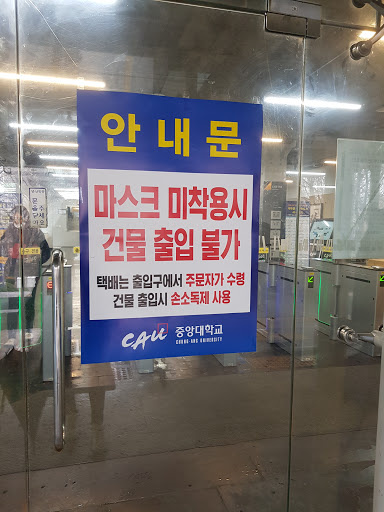 안내문
마스크 미착용시
건물 출입 불가
택배는 출입구에서 주문자가 수령
건물 출입시 손소독제 사용
CAU 중앙대학교
CHUNG-ANG UNIVERSITY